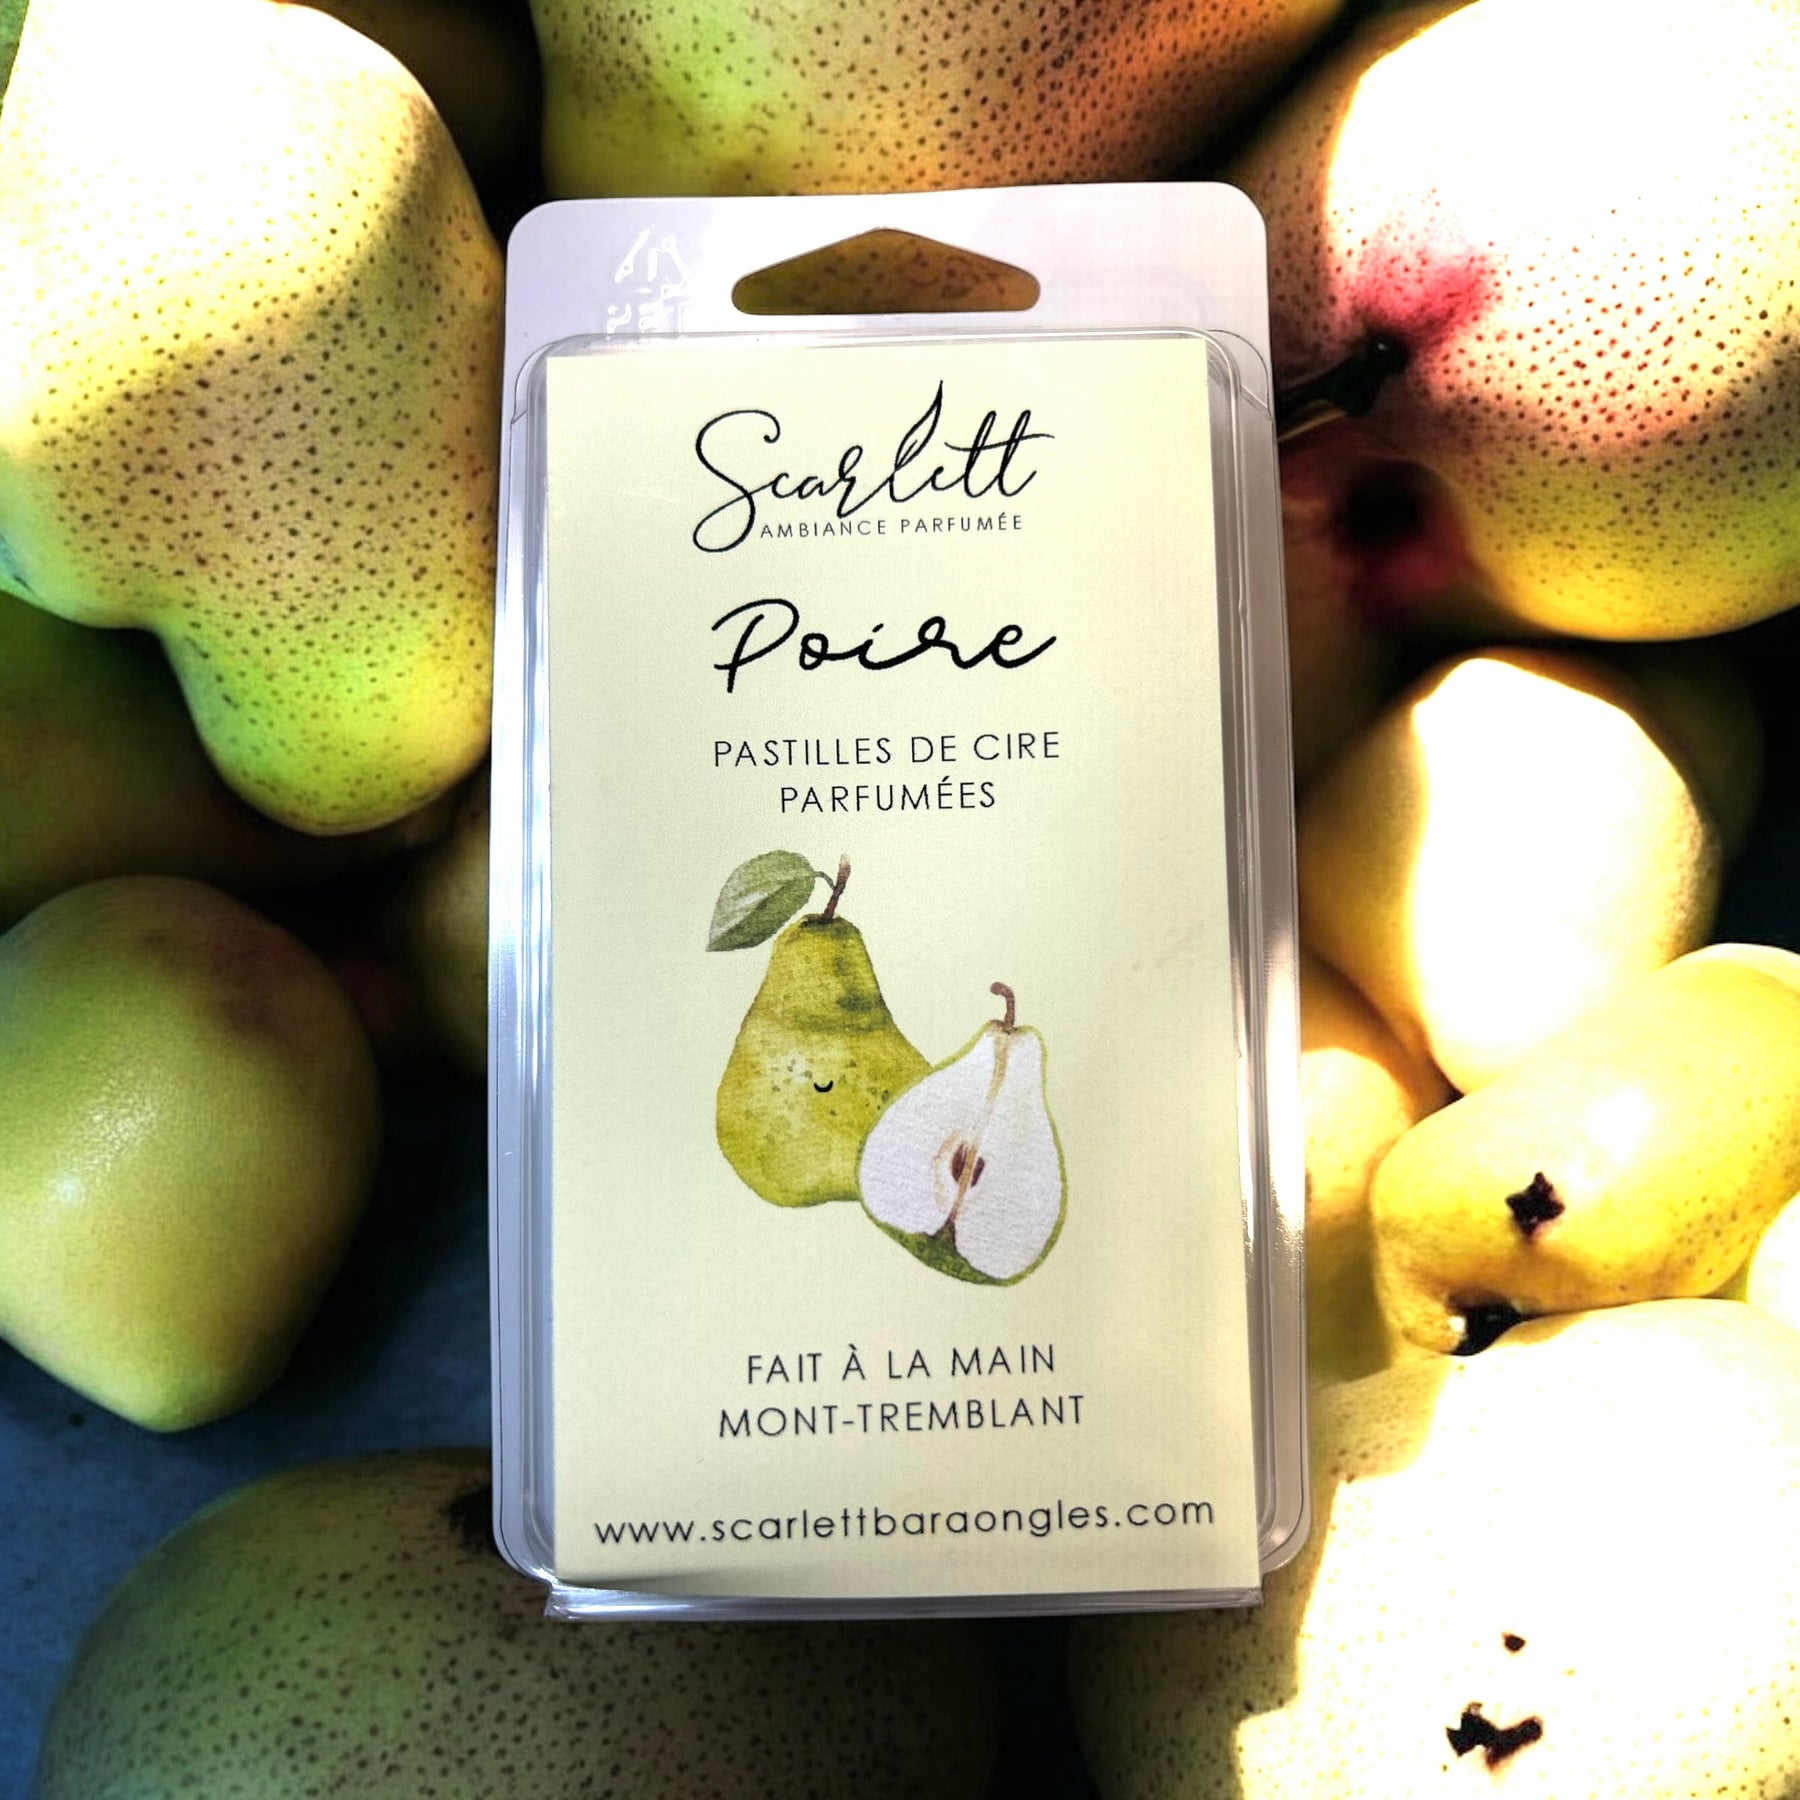 Scarlett
AMBIANCE PARFUMÉE
Poire
PASTILLES DE CIRE
PARFUMÉES
FAIT À LA MAIN
MONT-TREMBLANT
www.scarlettbaraongles.com